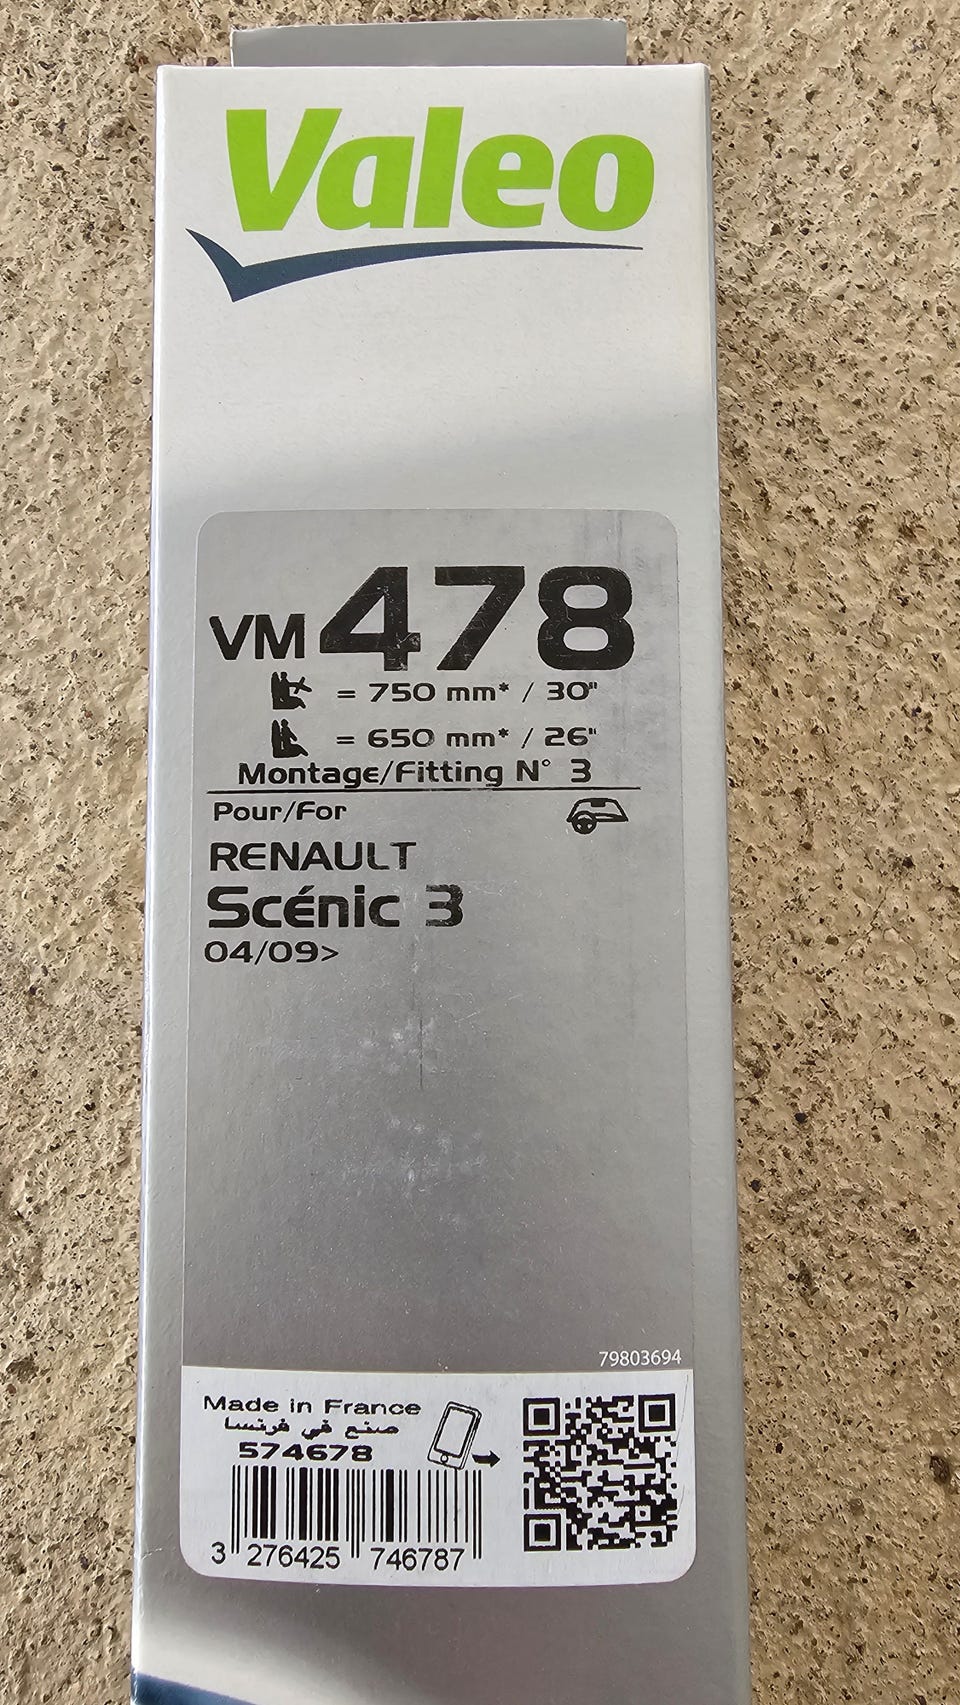 Valeo
VM 478
= 750 mm* / 30"
= 650 mm* / 26"
Montage/Fitting N° 3
Pour/For
RENAULT
Scénic 3
04/09>
79803694
Made in France
صنع في فرنسا
574678
3 276425 746787